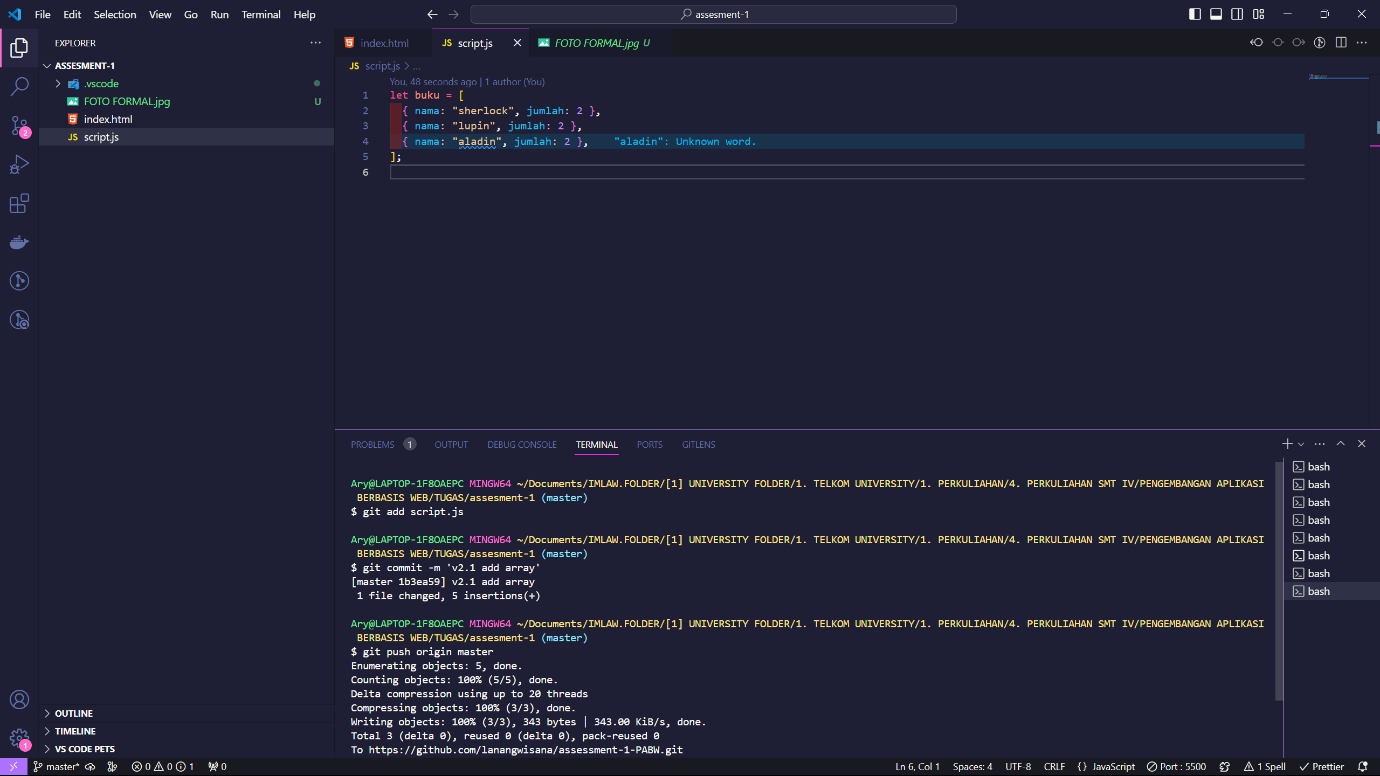 File Edit Selection View Go Run Terminal Help
assesment-1
EXPLORER
ASSESMENT-1
.vscode
FOTO FORMAL.jpg U
index.html
script.js
OUTLINE
TIMELINE
VS CODE PETS
2
1
index.html
JS script.js
FOTO FORMAL.jpg U
JS script.js > ...
You, 48 seconds ago | 1 author (You)
1 let buku = [
2 { nama: "sherlock", jumlah: 2 },
3 { nama: "lupin", jumlah: 2 },
4 { nama: "aladin", jumlah: 2 }, "aladin": Unknown word.
5 ];
6
PROBLEMS 1 OUTPUT DEBUG CONSOLE TERMINAL PORTS GITLENS
Ary@LAPTOP-1F8OAEPC MINGW64 ~/Documents/IMLAW.FOLDER/[1] UNIVERSITY FOLDER/1. TELKOM UNIVERSITY/1. PERKULIAHAN/4. PERKULIAHAN SMT IV/PENGEMBANGAN APLIKASI
BERBASIS WEB/TUGAS/assesment-1 (master)
$ git add script.js
Ary@LAPTOP-1F8OAEPC MINGW64 ~/Documents/IMLAW.FOLDER/[1] UNIVERSITY FOLDER/1. TELKOM UNIVERSITY/1. PERKULIAHAN/4. PERKULIAHAN SMT IV/PENGEMBANGAN APLIKASI
BERBASIS WEB/TUGAS/assesment-1 (master)
$ git commit -m 'v2.1 add array'
[master 1b3ea59] v2.1 add array
1 file changed, 5 insertions(+)
Ary@LAPTOP-1F8OAEPC MINGW64 ~/Documents/IMLAW.FOLDER/[1] UNIVERSITY FOLDER/1. TELKOM UNIVERSITY/1. PERKULIAHAN/4. PERKULIAHAN SMT IV/PENGEMBANGAN APLIKASI
BERBASIS WEB/TUGAS/assesment-1 (master)
$ git push origin master
Enumerating objects: 5, done.
Counting objects: 100% (5/5), done.
Delta compression using up to 20 threads
Compressing objects: 100% (3/3), done.
Writing objects: 100% (3/3), 343 bytes | 343.00 KiB/s, done.
Total 3 (delta 0), reused 0 (delta 0), pack-reused 0
To https://github.com/lanangwisana/assessment-1-PABW.git
bash
bash
bash
bash
bash
bash
bash
bash
master* 0 0 1 0 Ln 6, Col 1 Spaces: 4 UTF-8 CRLF {} JavaScript Port : 5500 1 Spell Prettier